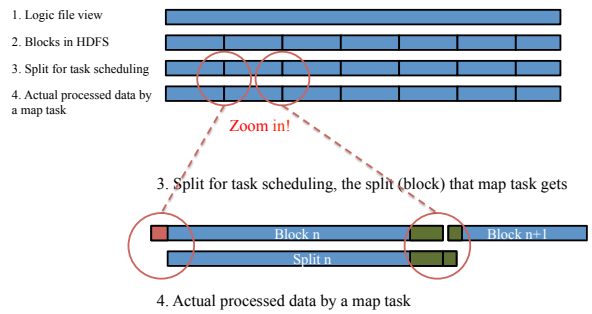 1. Logic file view
2. Blocks in HDFS
3. Split for task scheduling
4. Actual processed data by
a map task
Zoom in!
3. Split for task scheduling, the split (block) that map task gets
Block n
Block n+1
Split n
4. Actual processed data by a map task